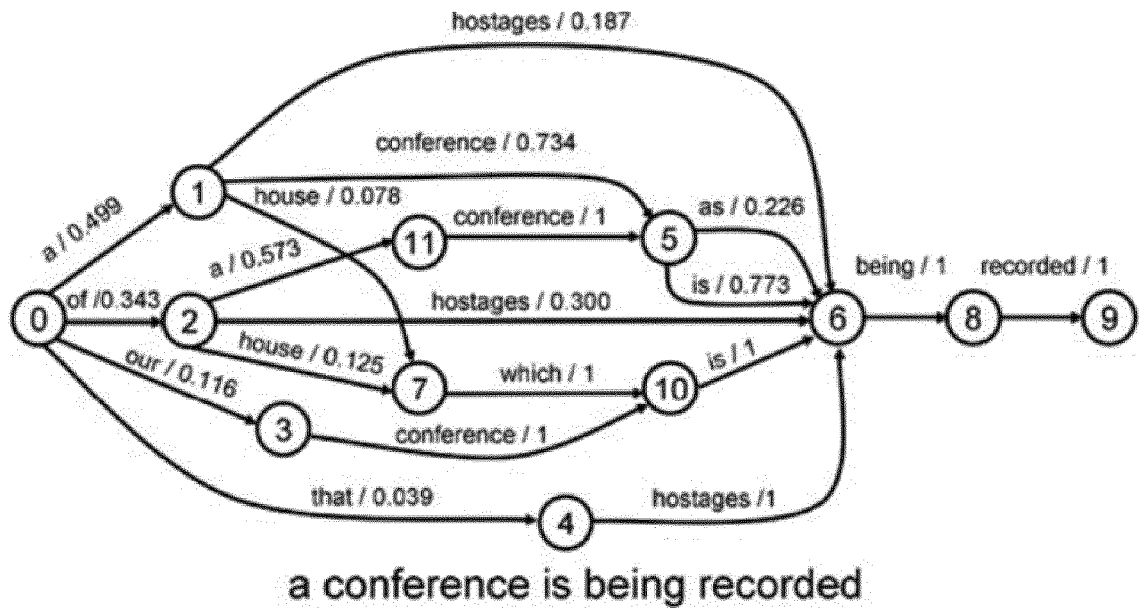 hostages / 0.187
conference / 0.734
1
house / 0.078
a / 0.499
conference / 1
as / 0.226
11
5
a / 0.573
being / 1
recorded / 1
is / 0.773
of /0.343
hostages / 0.300
0
2
6
8
9
house / 0.125
is / 1
our / 0.116
which / 1
7
10
3
conference / 1
that / 0.039
hostages /1
4
a conference is being recorded